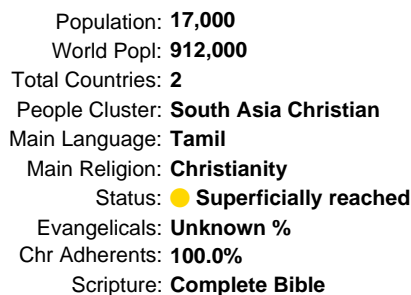 Population: 17,000
World Popl: 912,000
Total Countries: 2
People Cluster: South Asia Christian
Main Language: Tamil
Main Religion: Christianity
Status: Superficially reached
Evangelicals: Unknown %
Chr Adherents: 100.0%
Scripture: Complete Bible